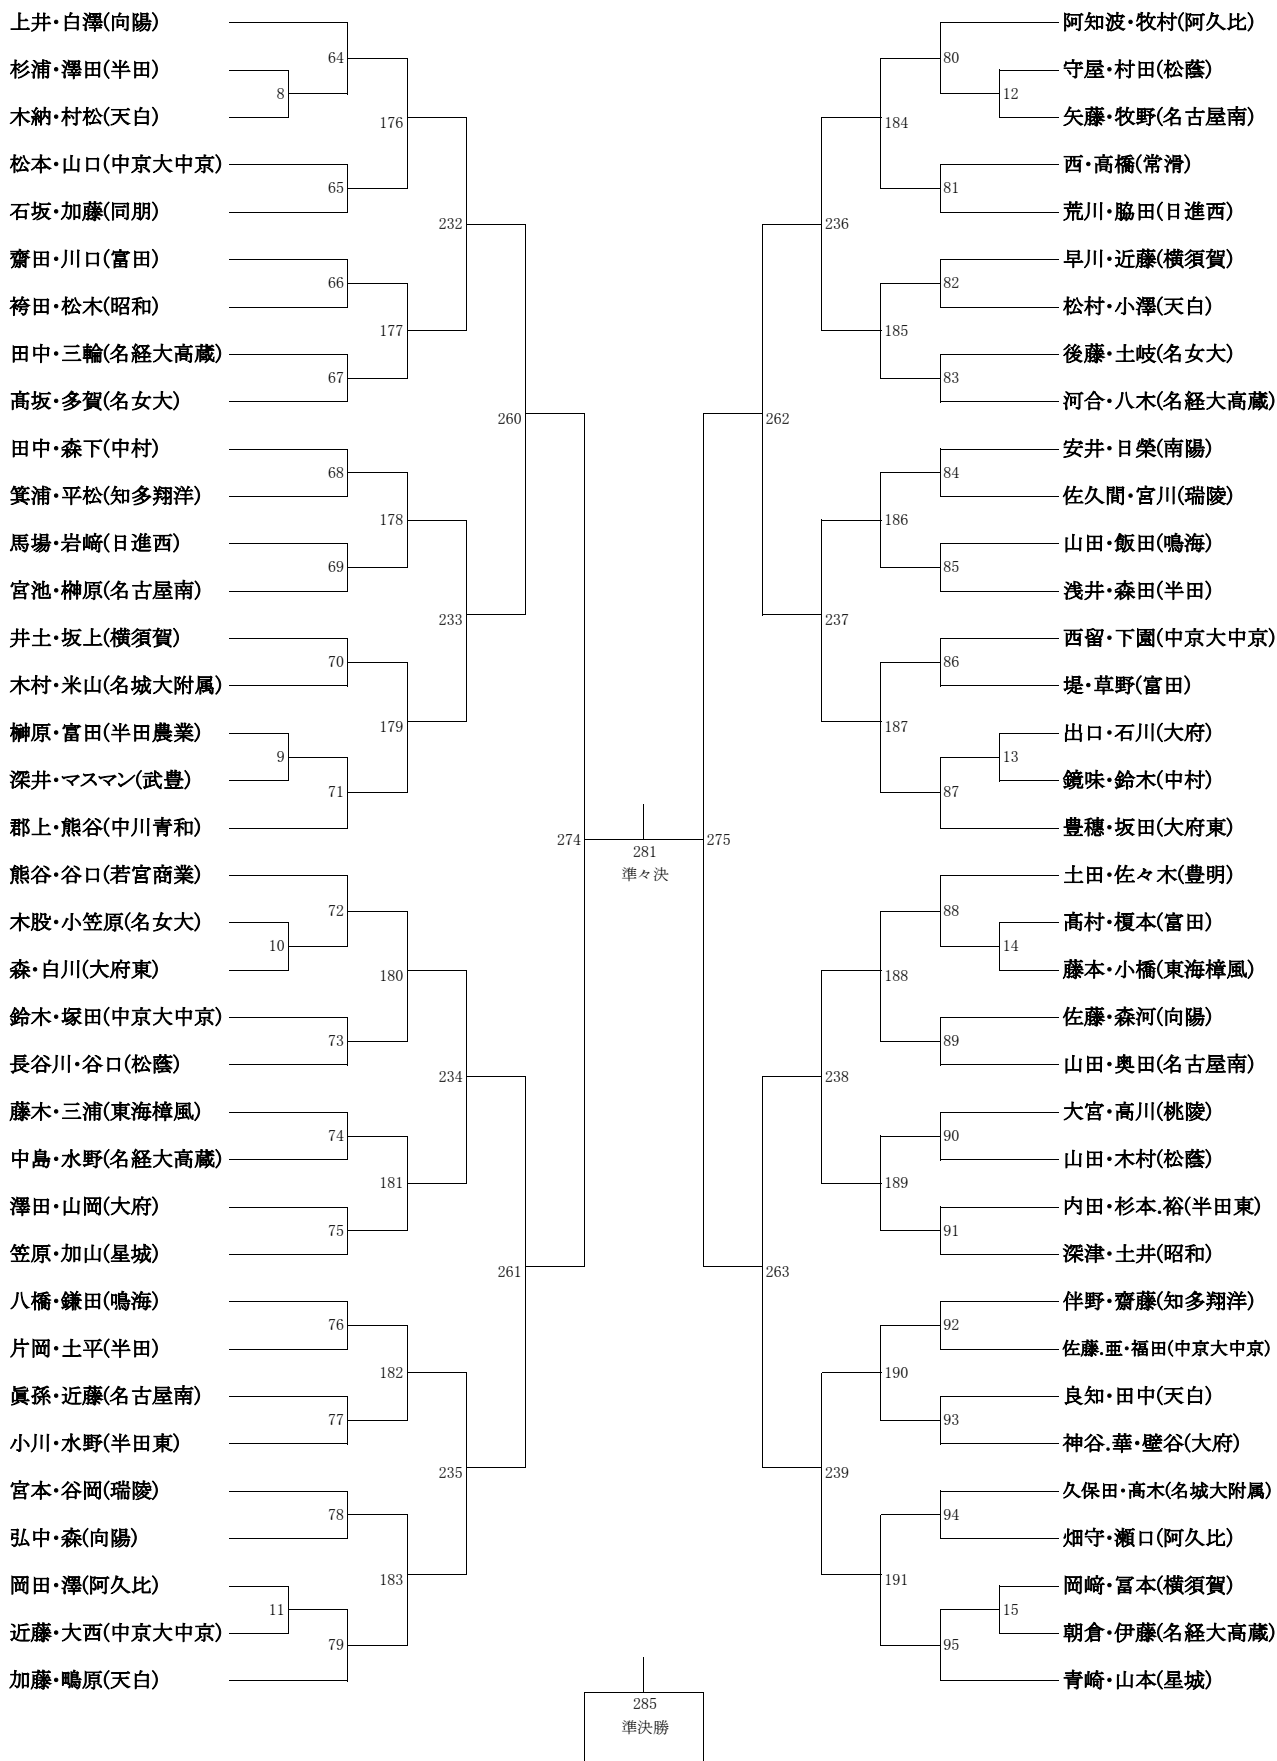 上井・白澤(向陽)
杉浦・澤田(半田)
木納・村松(天白)
松本・山口(中京大中京)
石坂・加藤(同朋)
齋田・川口(富田)
袴田・松木(昭和)
田中・三輪(名経大高蔵)
髙坂・多賀(名女大)
田中・森下(中村)
箕浦・平松(知多翔洋)
馬場・岩﨑(日進西)
宮池・榊原(名古屋南)
井土・坂上(横須賀)
木村・米山(名城大附属)
榊原・富田(半田農業)
深井・マスマン(武豊)
郡上・熊谷(中川青和)
熊谷・谷口(若宮商業)
木股・小笠原(名女大)
森・白川(大府東)
鈴木・塚田(中京大中京)
長谷川・谷口(松蔭)
藤木・三浦(東海樟風)
中島・水野(名経大高蔵)
澤田・山岡(大府)
笠原・加山(星城)
八橋・鎌田(鳴海)
片岡・土平(半田)
眞孫・近藤(名古屋南)
小川・水野(半田東)
宮本・谷岡(瑞陵)
弘中・森(向陽)
岡田・澤(阿久比)
近藤・大西(中京大中京)
加藤・鴫原(天白)
8
9
10
11
64
65
66
67
68
69
70
71
72
73
74
75
76
77
78
79
176
177
178
179
180
181
182
183
232
233
234
235
260
261
274
281
準々決
285
準決勝
275
262
263
236
237
238
239
184
185
186
187
188
189
190
191
80
81
82
83
84
85
86
87
88
89
90
91
92
93
94
95
12
13
14
15
阿知波・牧村(阿久比)
守屋・村田(松蔭)
矢藤・牧野(名古屋南)
西・高橋(常滑)
荒川・脇田(日進西)
早川・近藤(横須賀)
松村・小澤(天白)
後藤・土岐(名女大)
河合・八木(名経大高蔵)
安井・日榮(南陽)
佐久間・宮川(瑞陵)
山田・飯田(鳴海)
浅井・森田(半田)
西留・下園(中京大中京)
堤・草野(富田)
出口・石川(大府)
鏡味・鈴木(中村)
豊穂・坂田(大府東)
土田・佐々木(豊明)
髙村・榎本(富田)
藤本・小橋(東海樟風)
佐藤・森河(向陽)
山田・奥田(名古屋南)
大宮・高川(桃陵)
山田・木村(松蔭)
内田・杉本.裕(半田東)
深津・土井(昭和)
伴野・齋藤(知多翔洋)
佐藤.亜・福田(中京大中京)
良知・田中(天白)
神谷.華・壁谷(大府)
久保田・高木(名城大附属)
畑守・瀬口(阿久比)
岡﨑・冨本(横須賀)
朝倉・伊藤(名経大高蔵)
青崎・山本(星城)